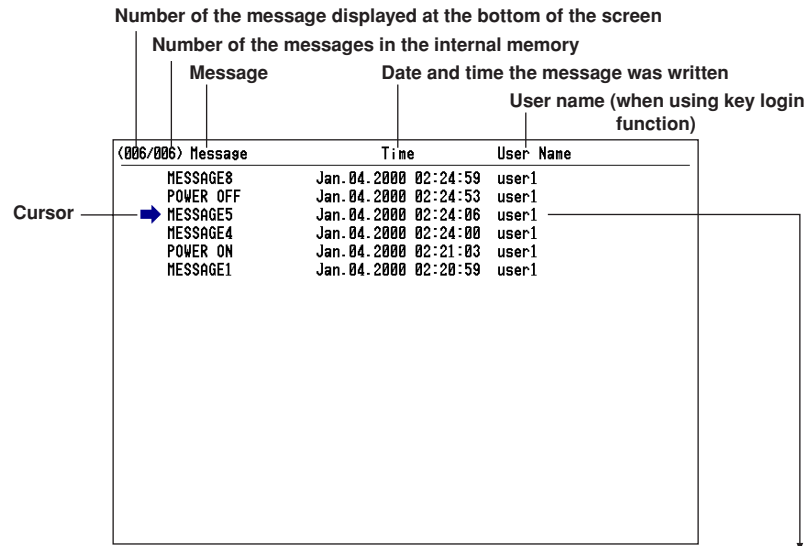 Number of the message displayed at the bottom of the screen
Number of the messages in the internal memory
Message Date and time the message was written
User name (when using key login
function)
(006/006) Message Time User Name
MESSAGE8 Jan.04.2000 02:24:59 user1
POWER OFF Jan.04.2000 02:24:53 user1
Cursor MESSAGE5 Jan.04.2000 02:24:06 user1
MESSAGE4 Jan.04.2000 02:24:00 user1
POWER ON Jan.04.2000 02:21:03 user1
MESSAGE1 Jan.04.2000 02:20:59 user1